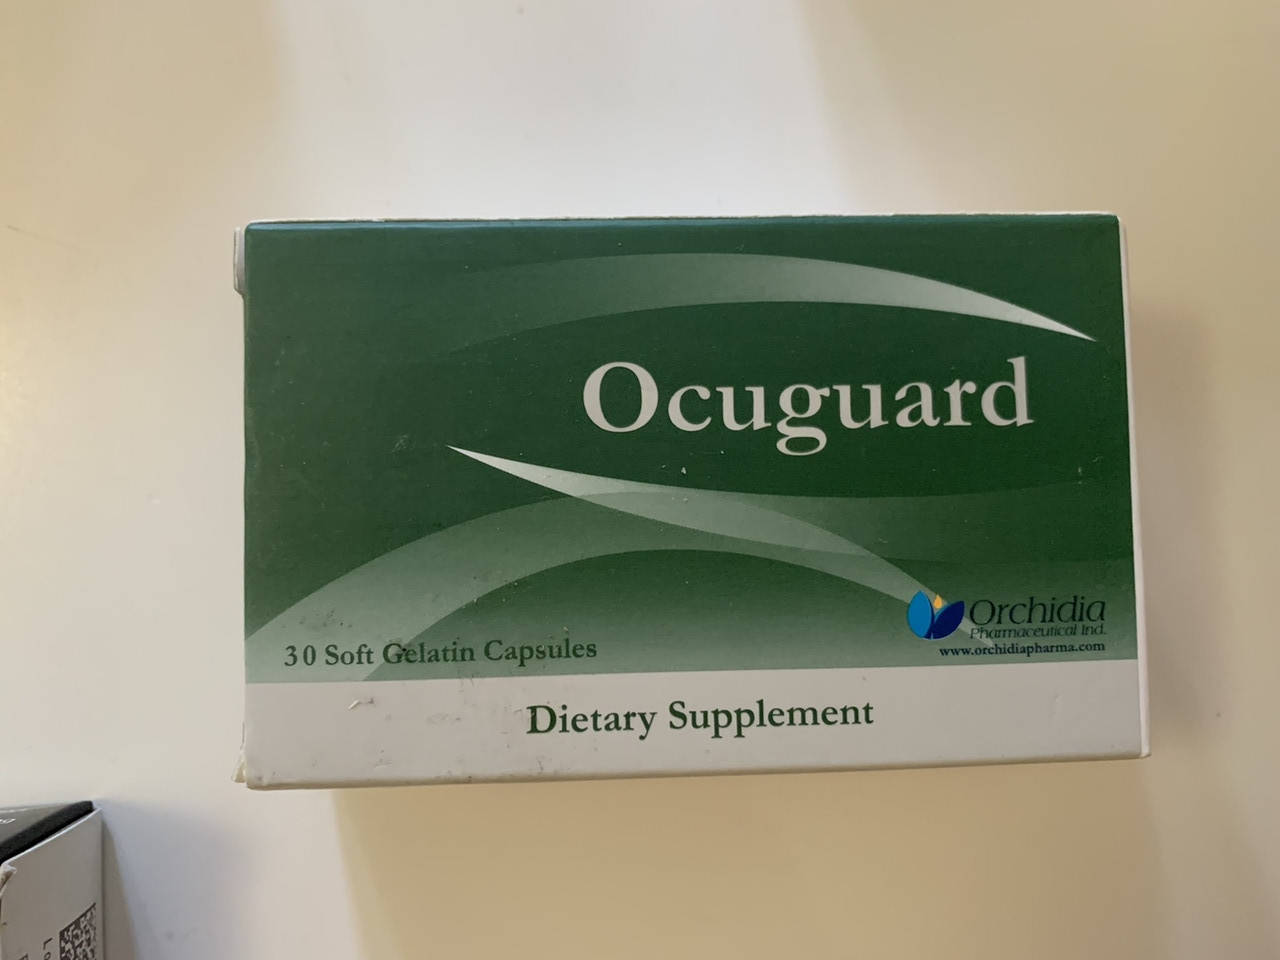 Ocuguard
Orchidia
Pharmaceutical Ind.
www.orchidiapharma.com
30 Soft Gelatin Capsules
Dietary Supplement